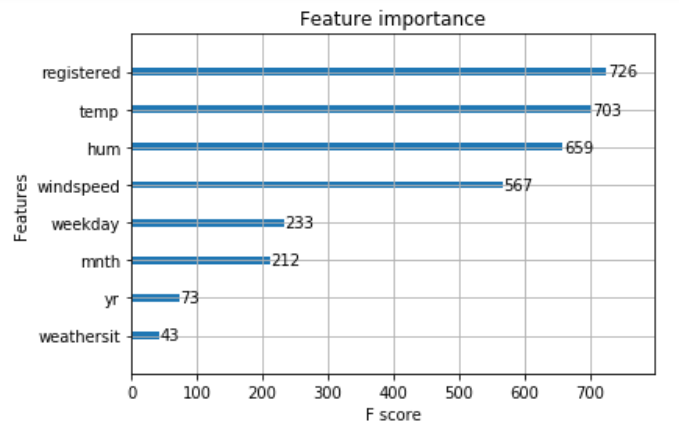 Feature importance
registered 726
temp 703
hum 659
windspeed 567
weekday 233
mnth 212
yr 73
weathersit 43
Features
0 100 200 300 400 500 600 700
F score